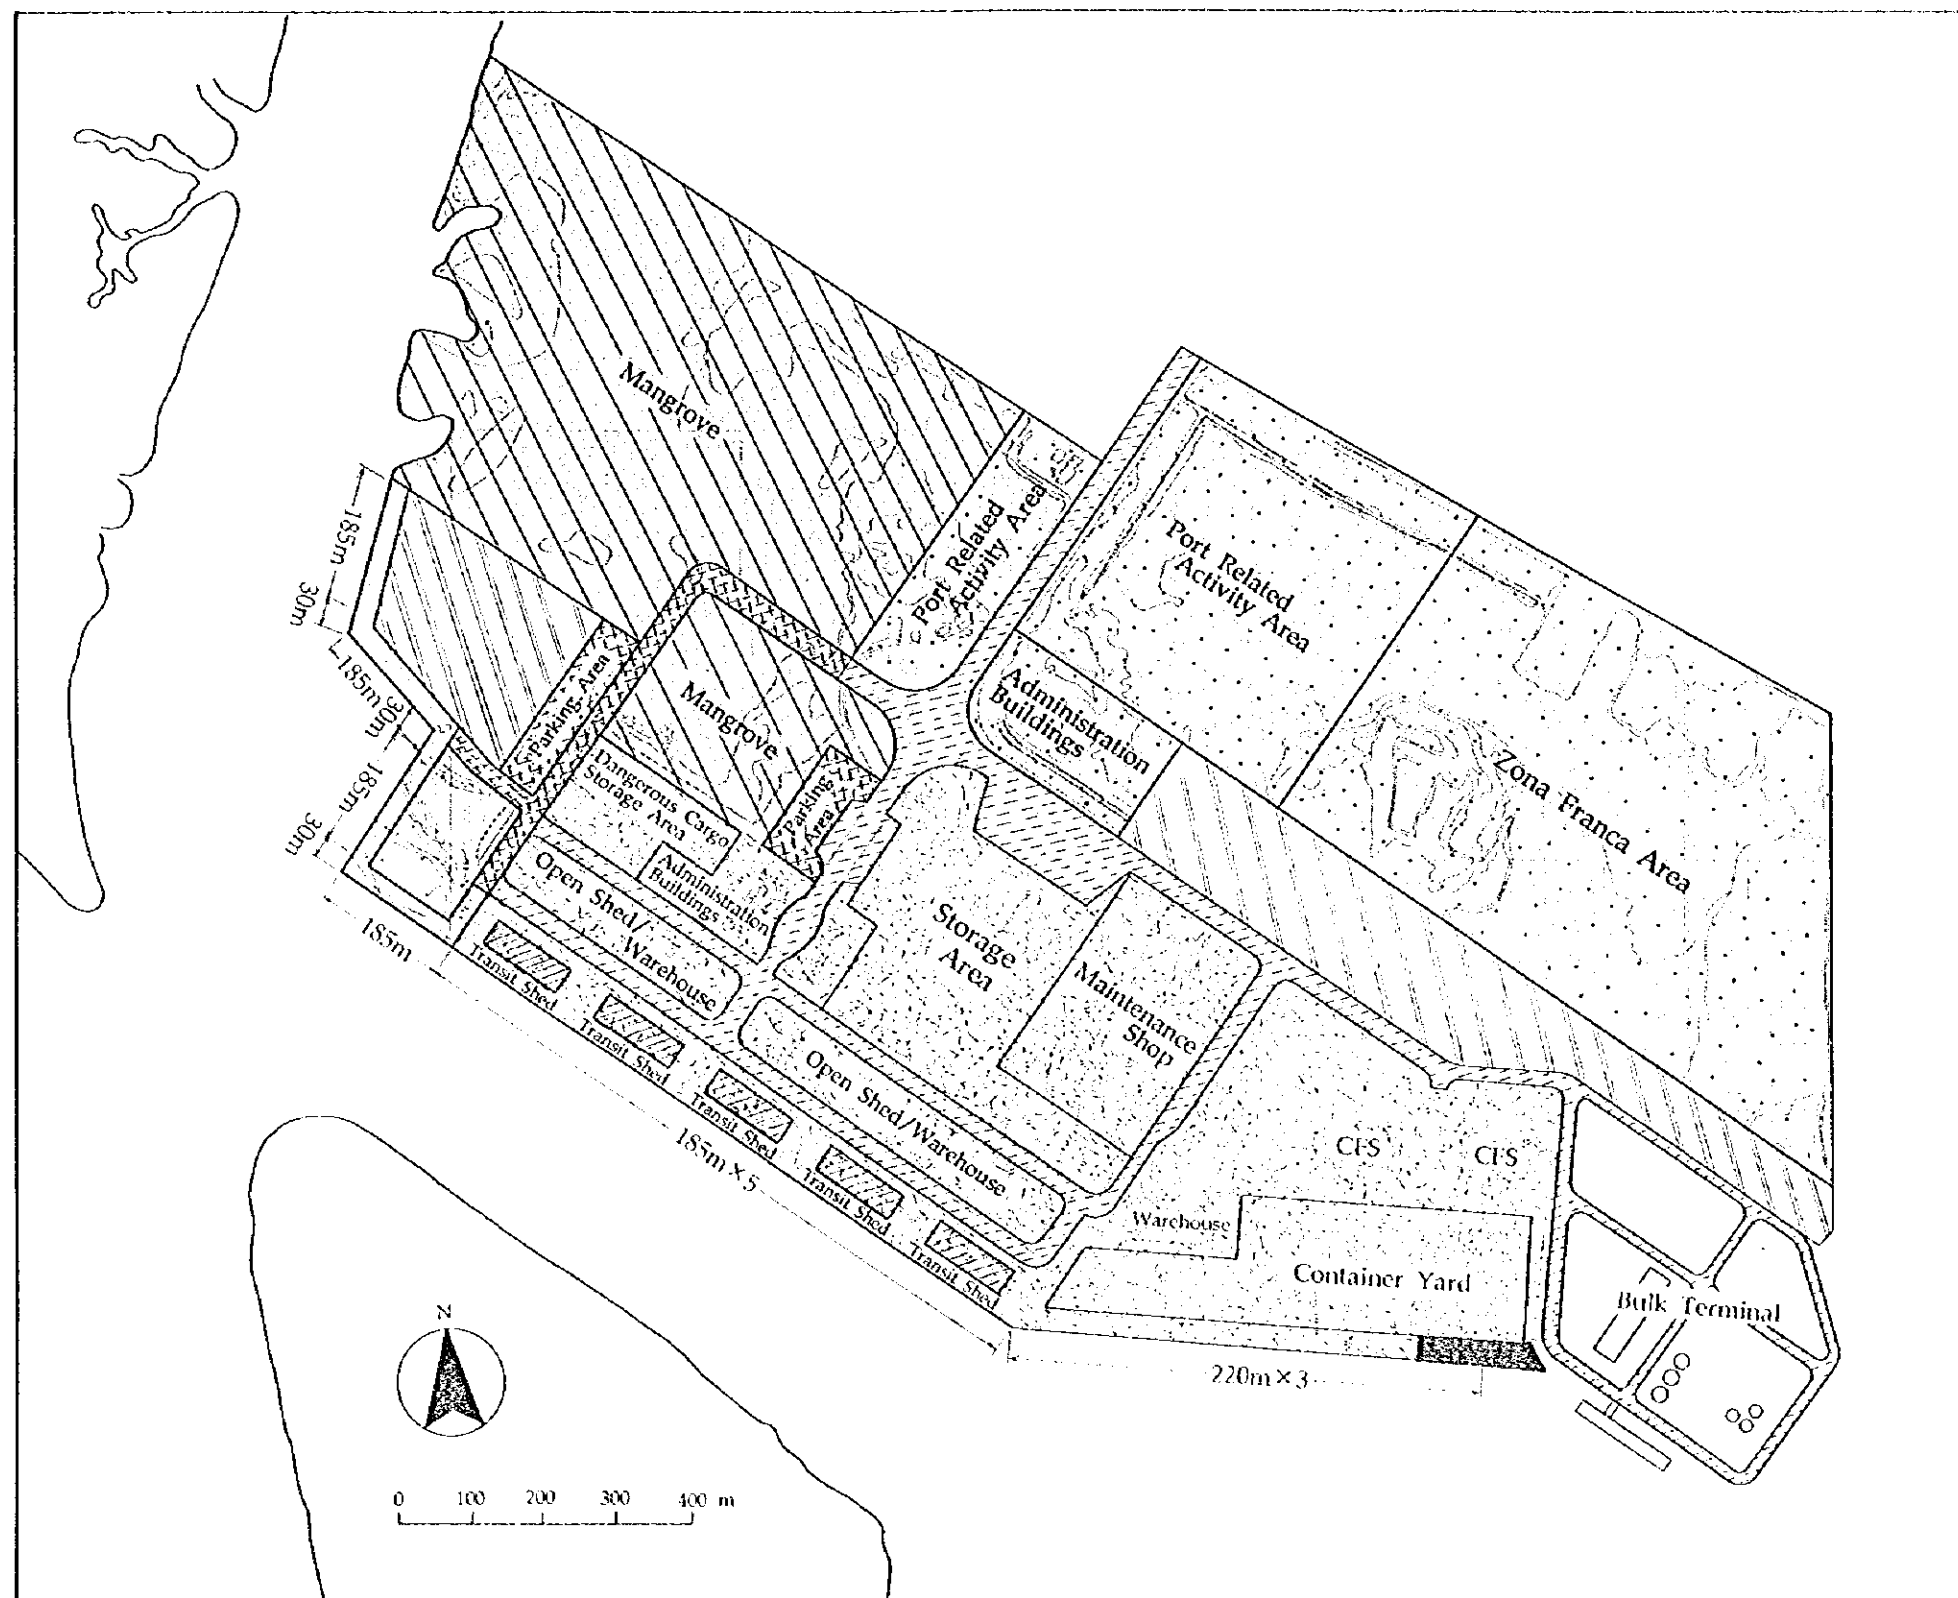 Mangrove
Port Related
Activity Area
Port Related
Activity Area
185m
30m
185m
30m
185m
30m
185m
Parking Area
Mangrove
Administration
Buildings
Zona Franca Area
Dangerous Cargo
Storage Area
Parking
Area
Administration
Buildings
Open Shed/
Warehouse
Storage
Area
Maintenance
Shop
Transit Shed
Transit Shed
Transit Shed
Transit Shed
Transit Shed
Open Shed/Warehouse
185m×5
CFS
CFS
Warehouse
Container Yard
Bulk Terminal
220m×3
N
0 100 200 300 400 m